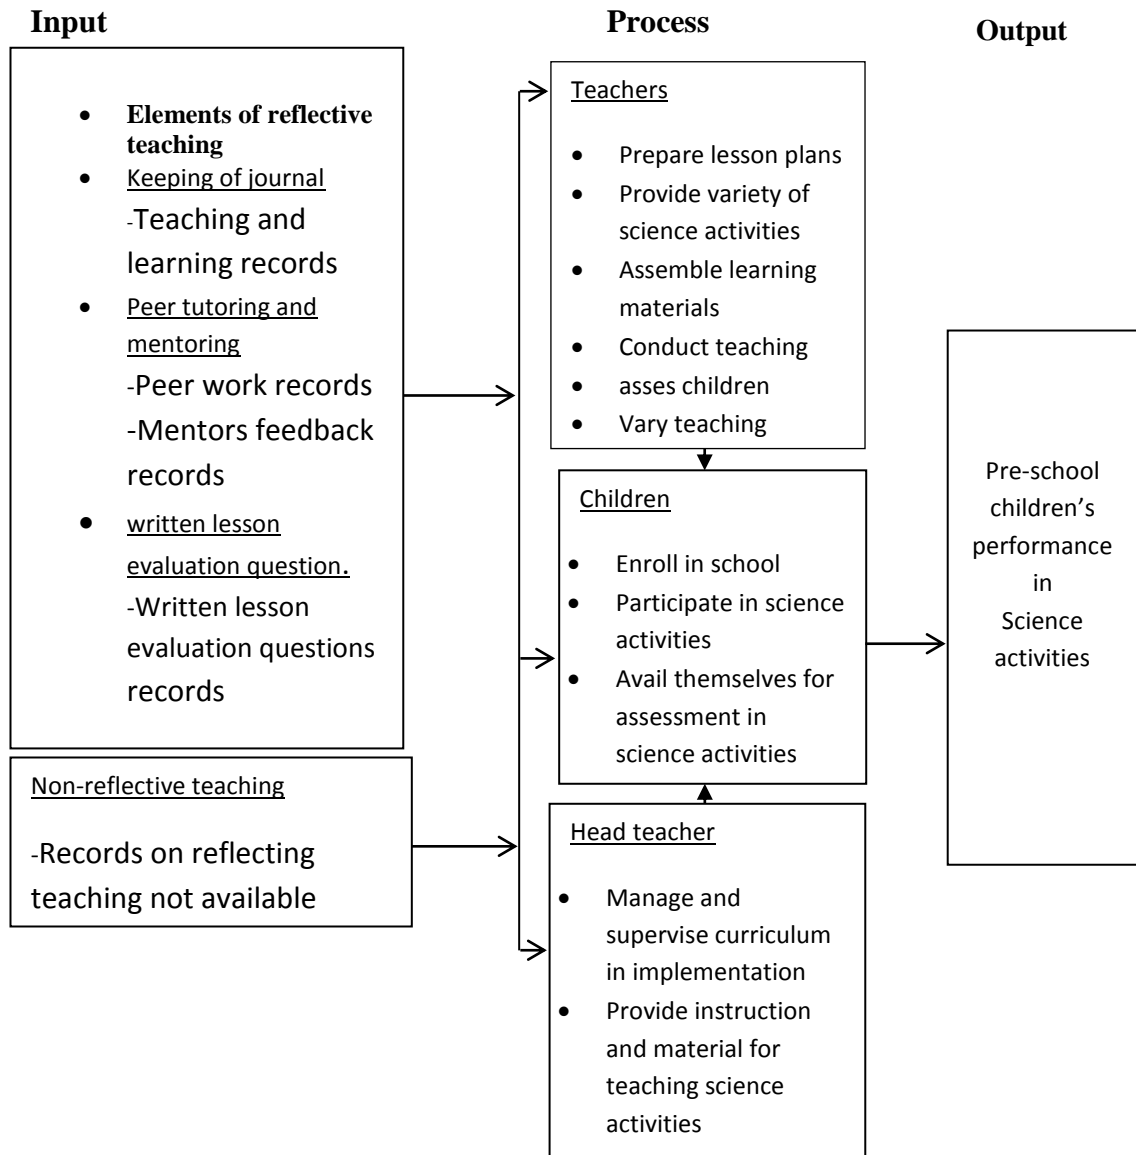 Input
Process
Output
• Elements of reflective
teaching
• Keeping of journal
-Teaching and
learning records
• Peer tutoring and
mentoring
-Peer work records
-Mentors feedback
records
• written lesson
evaluation question.
-Written lesson
evaluation questions
records
Non-reflective teaching
-Records on reflecting
teaching not available
Teachers
• Prepare lesson plans
• Provide variety of
science activities
• Assemble learning
materials
• Conduct teaching
• asses children
• Vary teaching
Children
• Enroll in school
• Participate in science
activities
• Avail themselves for
assessment in
science activities
Head teacher
• Manage and
supervise curriculum
in implementation
• Provide instruction
and material for
teaching science
activities
Pre-school
children’s
performance
in
Science
activities